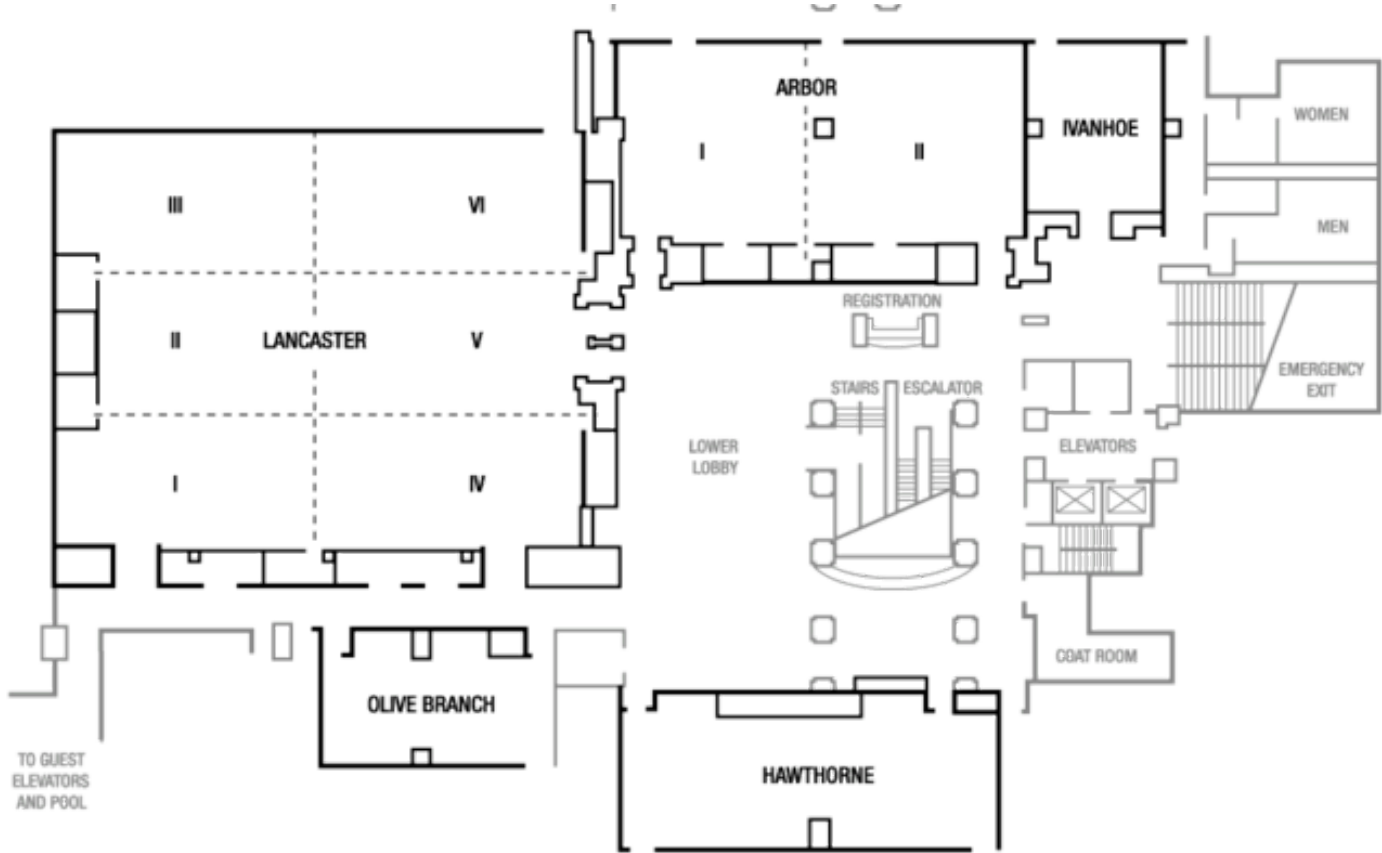 ARBOR
I
II
IVANHOE
WOMEN
MEN
III
VI
REGISTRATION
II
LANCASTER
V
STAIRS
ESCALATOR
EMERGENCY
EXIT
LOWER
LOBBY
ELEVATORS
I
IV
COAT ROOM
OLIVE BRANCH
HAWTHORNE
TO GUEST
ELEVATORS
AND POOL